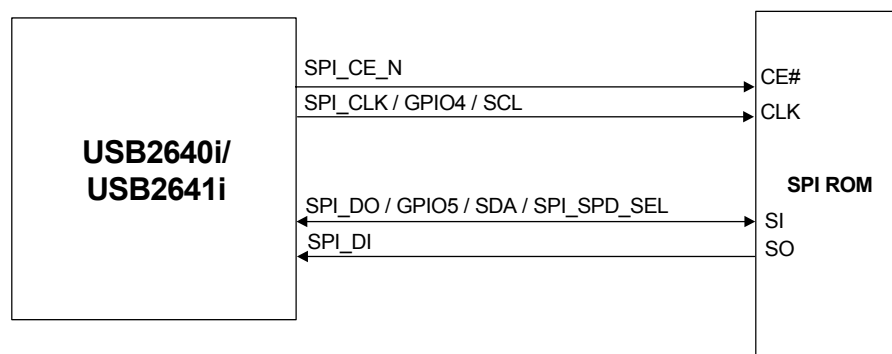 SPI_CE_N
CE#
SPI_CLK / GPIO4 / SCL
CLK
USB2640i/
USB2641i
SPI ROM
SPI_DO / GPIO5 / SDA / SPI_SPD_SEL
SI
SPI_DI
SO